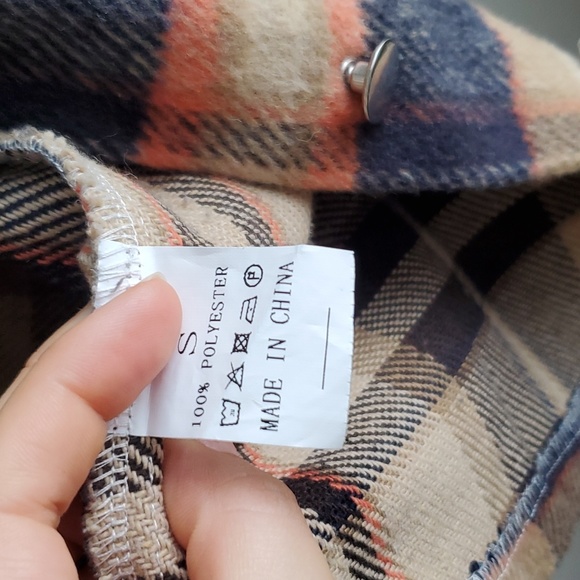 S
100% POLYESTER
P
MADE IN CHINA